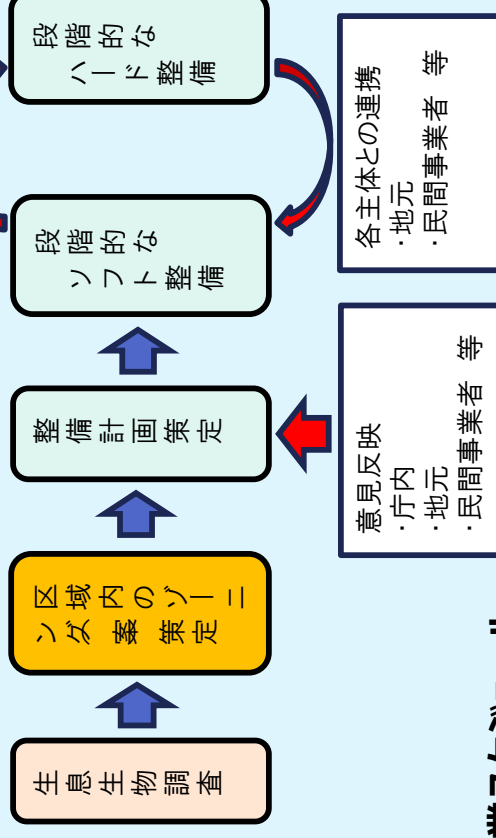 生息生物調査
区域内のゾーニ
ング 案 策定
整備計画策定
段階的な
ソフト整備
段階的な
ハード整備
意見反映
・庁内
・地元
・民間事業者 等
各主体との連携
・地元
・民間事業者 等